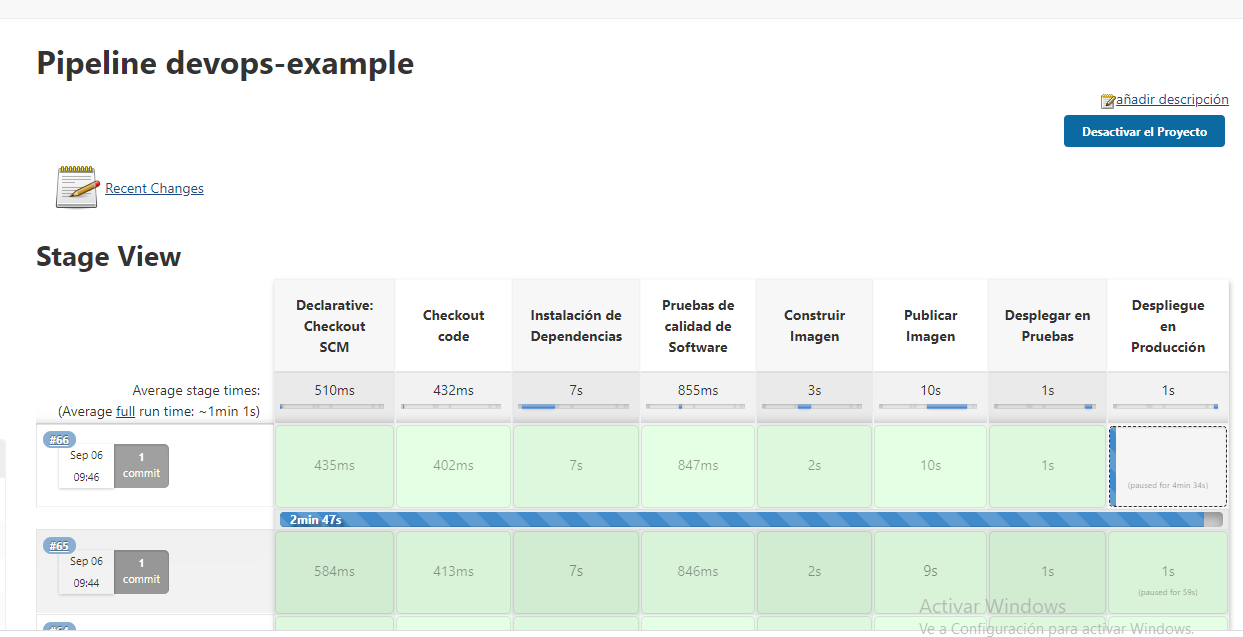 Pipeline devops-example
añadir descripción
Desactivar el Proyecto
Recent Changes
Stage View
Declarative:
Checkout
SCM
Checkout
code
Instalación de
Dependencias
Pruebas de
calidad de
Software
Construir
Imagen
Publicar
Imagen
Desplegar en
Pruebas
Despliegue
en
Producción
Average stage times:
(Average full run time: ~1min 1s)
510ms
432ms
7s
855ms
3s
10s
1s
1s
#66
Sep 06
09:46
1
commit
435ms
402ms
7s
847ms
2s
10s
1s
(paused for 4min 34s)
2min 47s
#65
Sep 06
09:44
1
commit
584ms
413ms
7s
846ms
2s
9s
1s
1s
(paused for 59s)
Activar Windows
Ve a Configuración para activar Windows.